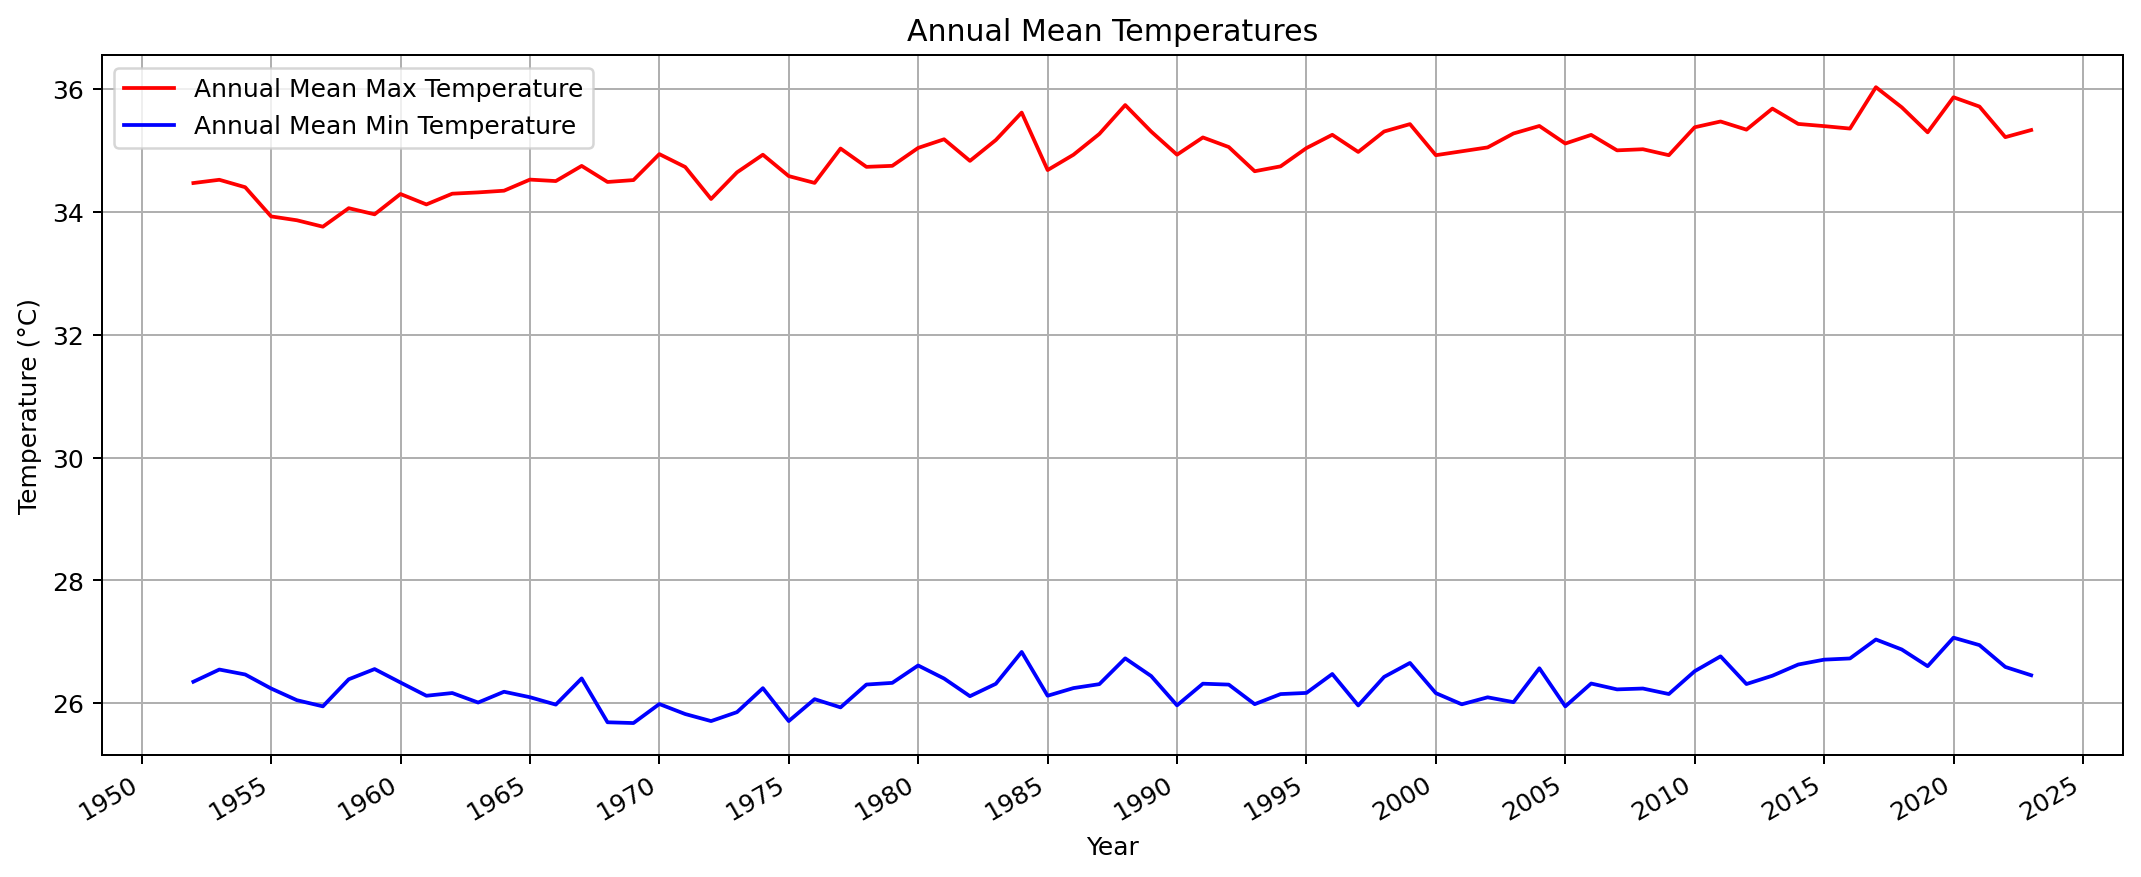 Annual Mean Temperatures
Annual Mean Max Temperature
Annual Mean Min Temperature
Temperature (°C)
36
34
32
30
28
26
1950 1955 1960 1965 1970 1975 1980 1985 1990 1995 2000 2005 2010 2015 2020 2025
Year